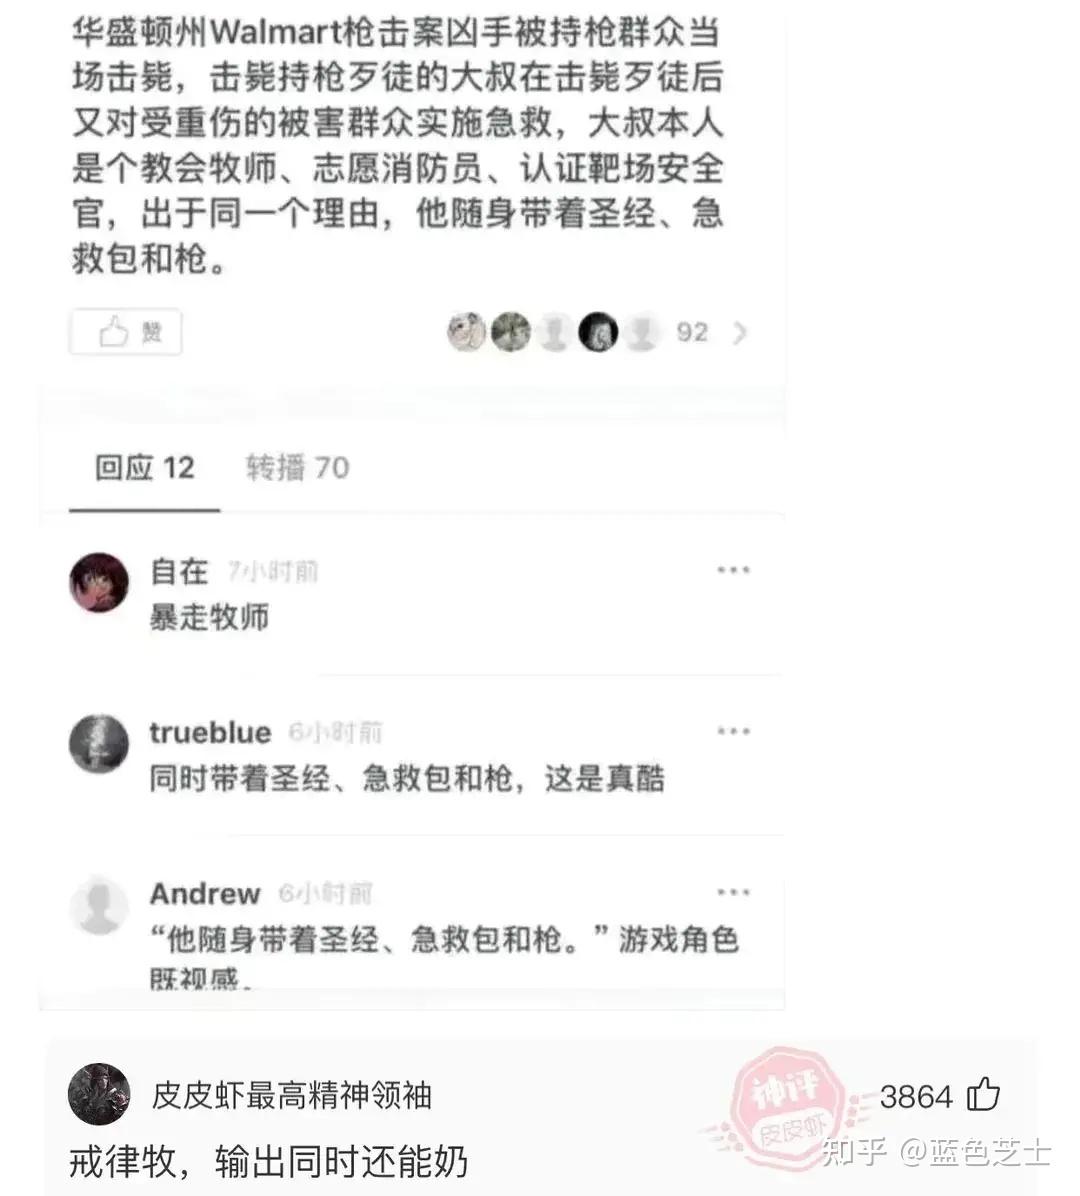 华盛顿州Walmart枪击案凶手被持枪群众当
场击毙，击毙持枪歹徒的大叔在击毙歹徒后
又对受重伤的被害群众实施急救，大叔本人
是个教会牧师、志愿消防员、认证靶场安全
官，出于同一个理由，他随身带着圣经、急
救包和枪。
赞
92
回应 12 转播 70
自在 7小时前
暴走牧师
trueblue 6小时前
同时带着圣经、急救包和枪，这是真酷
Andrew 6小时前
“他随身带着圣经、急救包和枪。”游戏角色
既视感。
皮皮虾最高精神领袖
神评
皮皮虾
3864
戒律牧，输出同时还能奶
知乎 @蓝色芝士